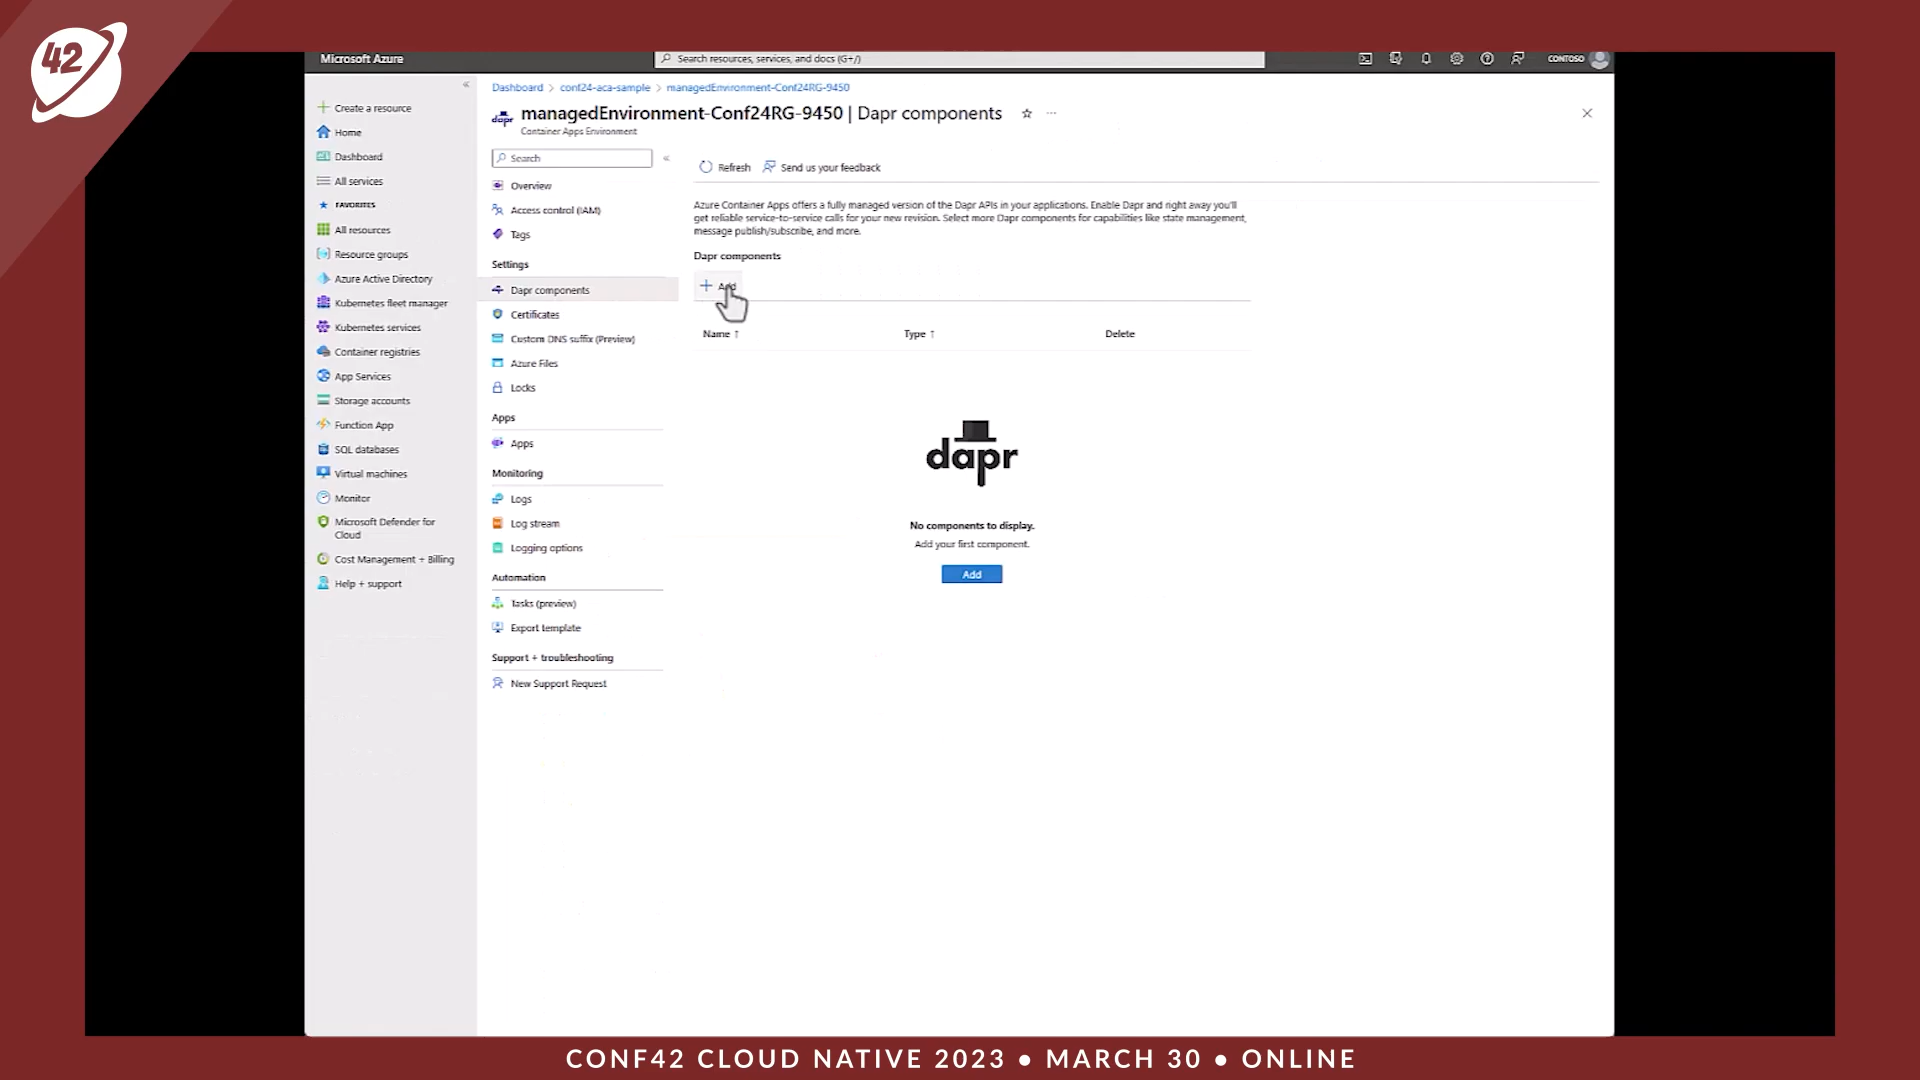 42
Microsoft Azure
Search resources, services, and docs (G+/)
CONTOSO
Create a resource
Home
Dashboard
All services
FAVORITES
All resources
Resource groups
Azure Active Directory
Kubernetes fleet manager
Kubernetes services
Container registries
App Services
Storage accounts
Function App
SQL databases
Virtual machines
Monitor
Microsoft Defender for
Cloud
Cost Management + Billing
Help + support
Dashboard > conf24-aca-sample > managedEnvironment-Conf24RG-9450
managedEnvironment-Conf24RG-9450 | Dapr components
dapr
Container Apps Environment
Search
Overview
Access control (IAM)
Tags
Settings
Dapr components
Certificates
Custom DNS suffix (Preview)
Azure Files
Locks
Apps
Apps
Monitoring
Logs
Log stream
Logging options
Automation
Tasks (preview)
Export template
Support + troubleshooting
New Support Request
Refresh
Send us your feedback
Azure Container Apps offers a fully managed version of the Dapr APIs in your applications. Enable Dapr and right away you'll
get reliable service-to-service calls for your new revision. Select more Dapr components for capabilities like state management,
message publish/subscribe, and more.
Dapr components
Add
Name ↑ Type ↑ Delete
dapr
No components to display.
Add your first component.
Add
CONF42 CLOUD NATIVE 2023 • MARCH 30 • ONLINE